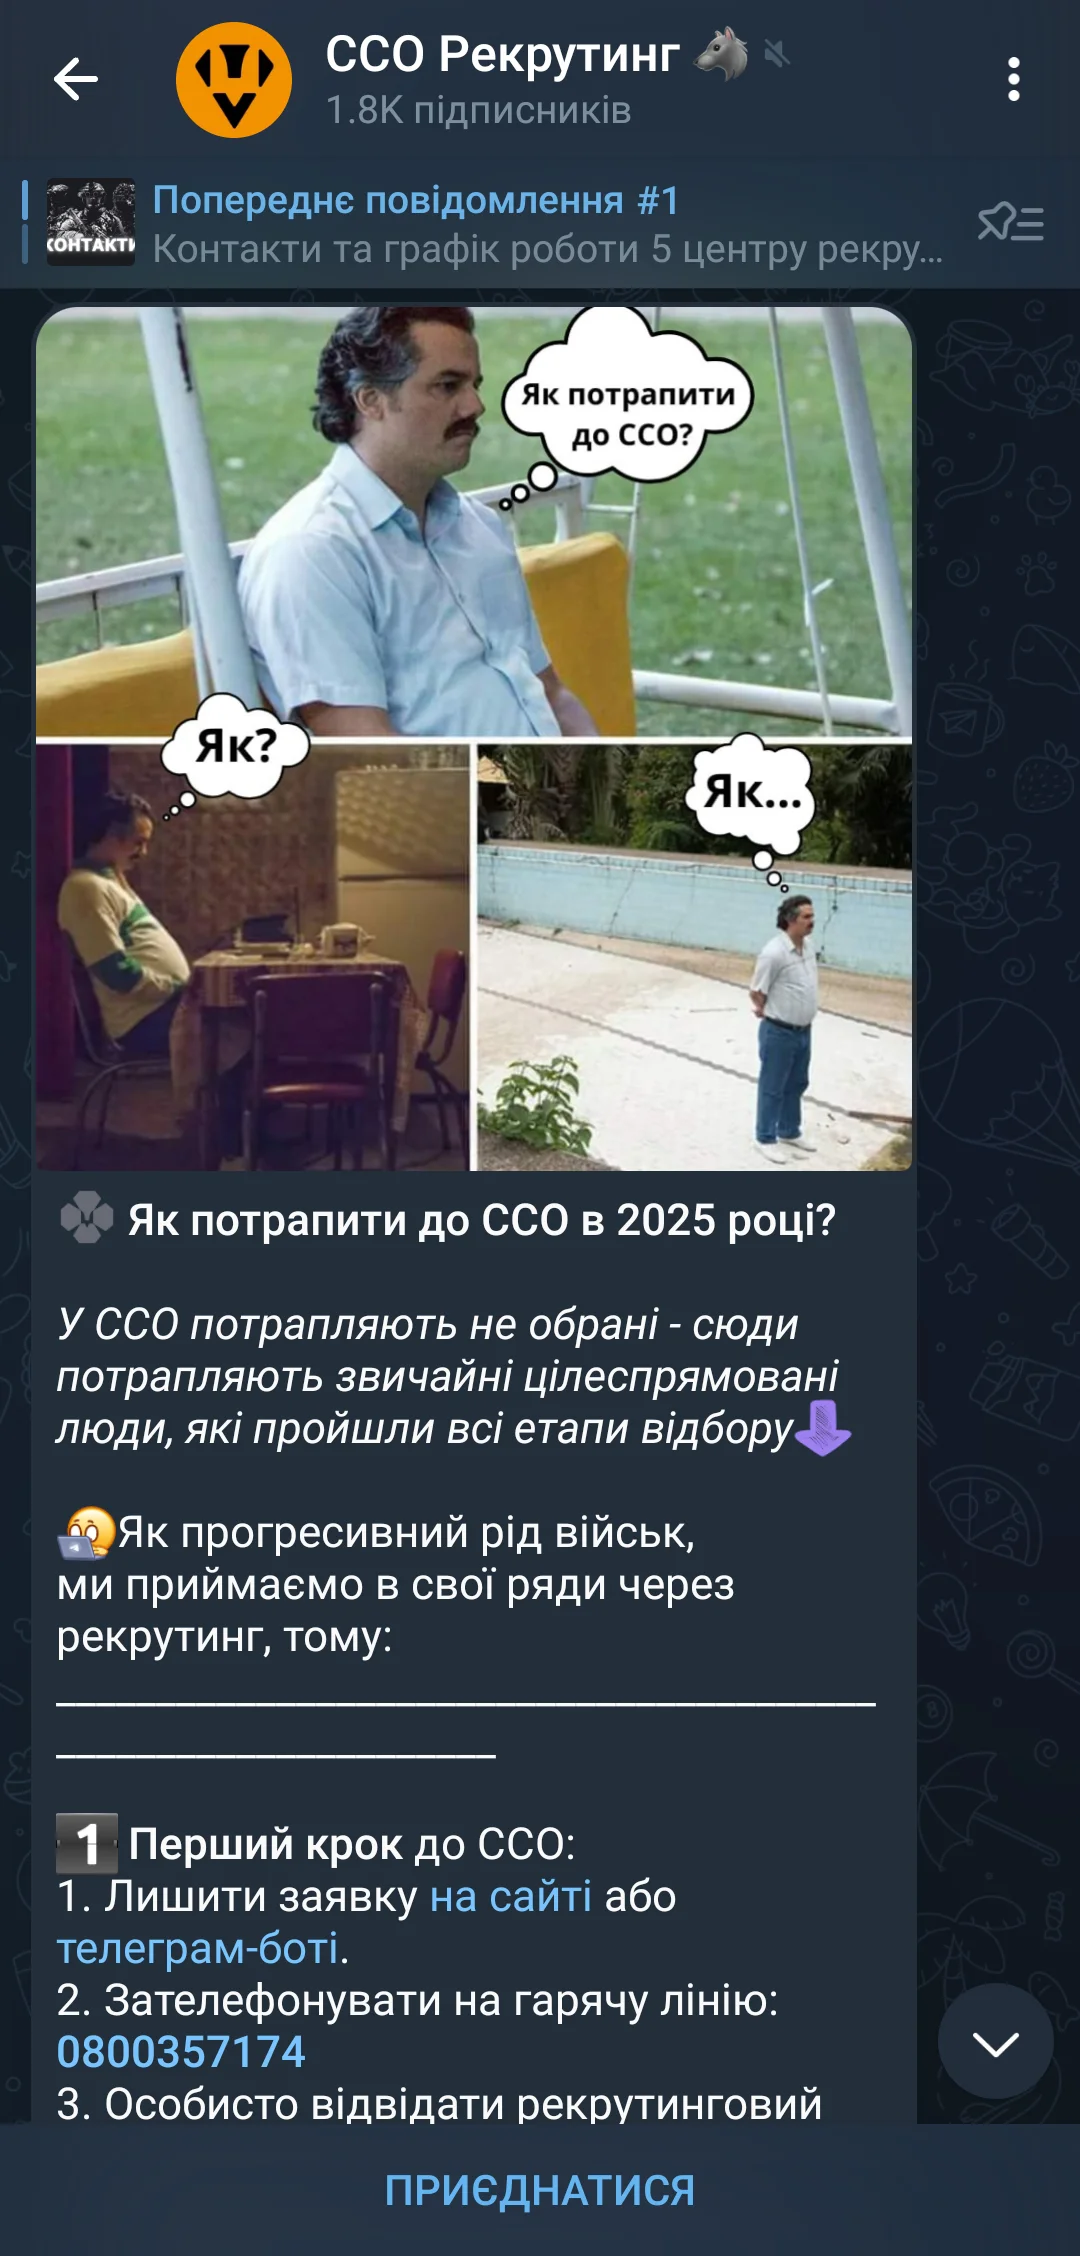 ССО Рекрутинг
1.8K підписників
Попереднє повідомлення #1
КОНТАКТИ
Контакти та графік роботи 5 центру рекру...
Як потрапити
до ССО?
Як?
Як...
Як потрапити до ССО в 2025 році?
У ССО потрапляють не обрані - сюди
потрапляють звичайні цілеспрямовані
люди, які пройшли всі етапи відбору
Як прогресивний рід військ,
ми приймаємо в свої ряди через
рекрутинг, тому:
_________________________________________
______________________
1 Перший крок до ССО:
1. Лишити заявку на сайті або
телеграм-боті.
2. Зателефонувати на гарячу лінію:
0800357174
3. Особисто відвідати рекрутинговий
ПРИЄДНАТИСЯ